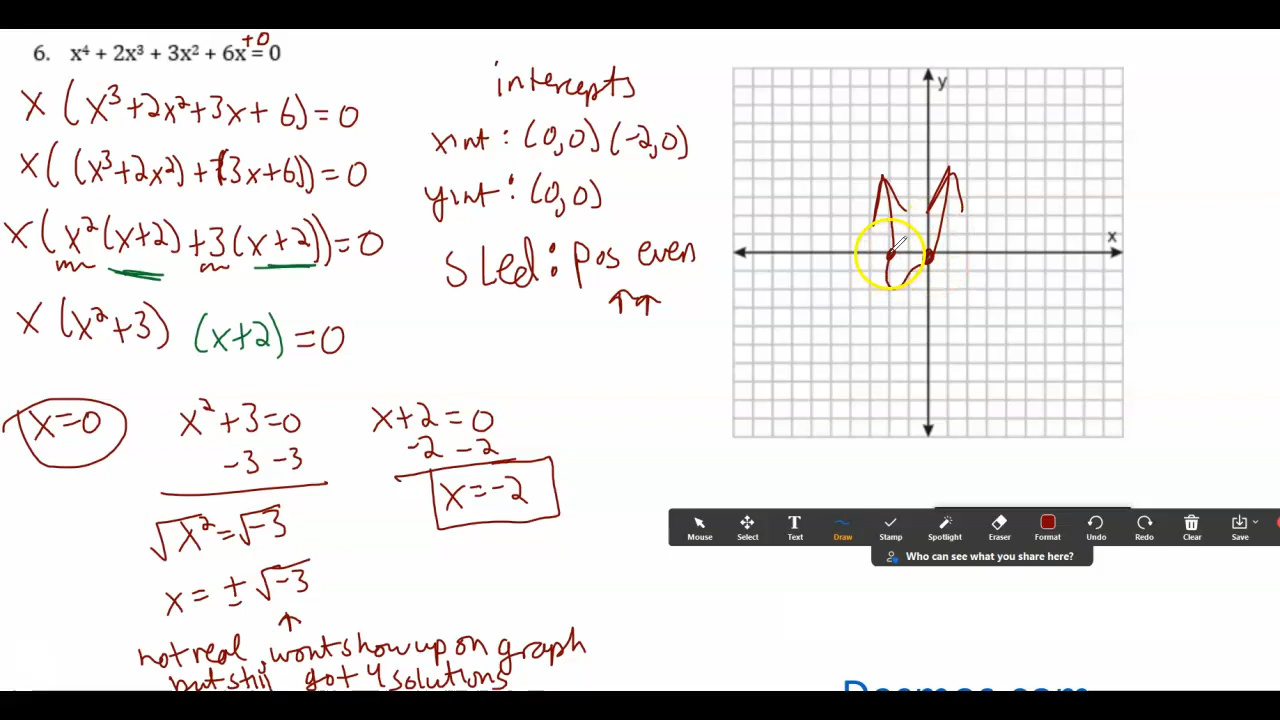 6. x⁴ + 2x³ + 3x² + 6x +0 = 0
x (x³+2x²+3x+6)=0
x((x³+2x²)+(3x+6))=0
x(x²(x+2)+3(x+2))=0
x(x²+3) (x+2)=0
x=0
x²+3=0
-3 -3
√x²=√-3
x=±√-3
↑
not real, wont show up on graph
but still got 4 solutions
x+2=0
-2 -2
x=-2
intercepts
xint: (0,0)(-2,0)
yint: (0,0)
sled: pos even
↑↑
y
x
Mouse Select Text Draw Stamp Spotlight Eraser Format Undo Redo Clear Save
Who can see what you share here?
Desmos.com